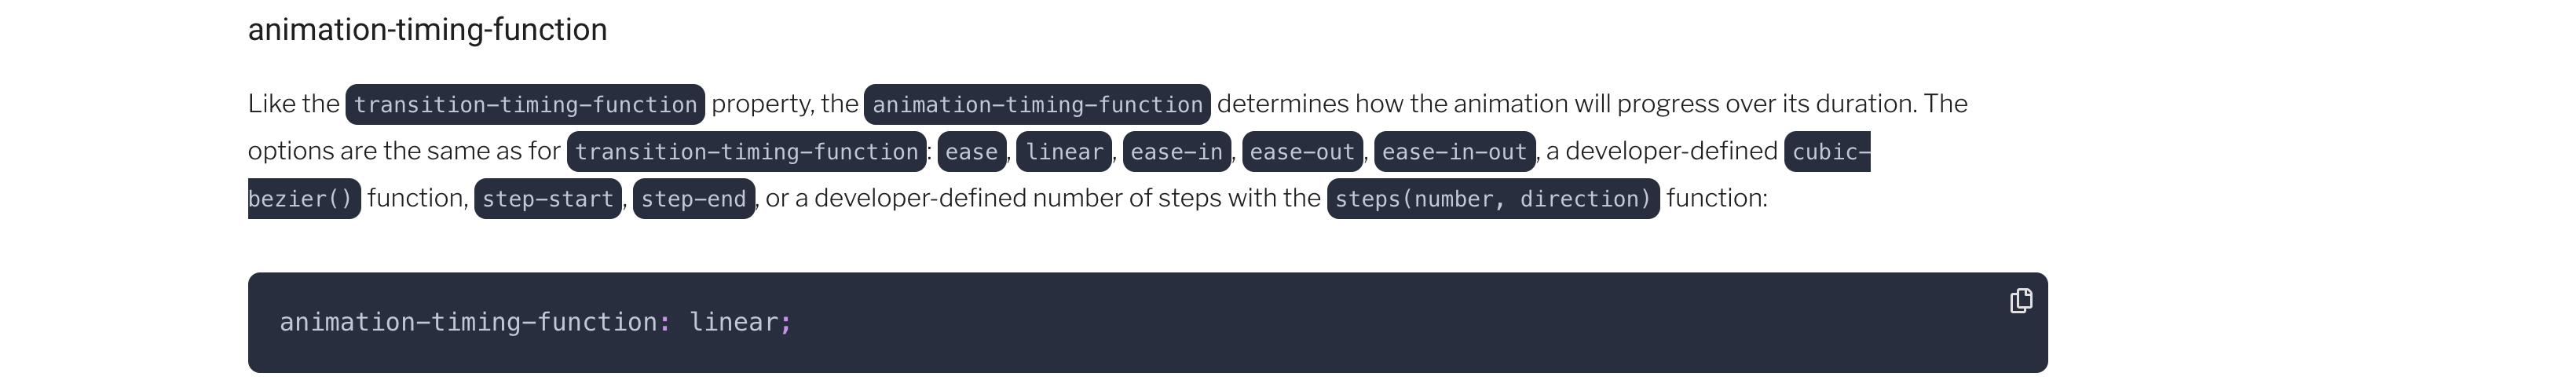 animation-timing-function
Like the transition-timing-function property, the animation-timing-function determines how the animation will progress over its duration. The
options are the same as for transition-timing-function: ease, linear, ease-in, ease-out, ease-in-out, a developer-defined cubic-
bezier() function, step-start, step-end, or a developer-defined number of steps with the steps(number, direction) function:
animation-timing-function: linear;